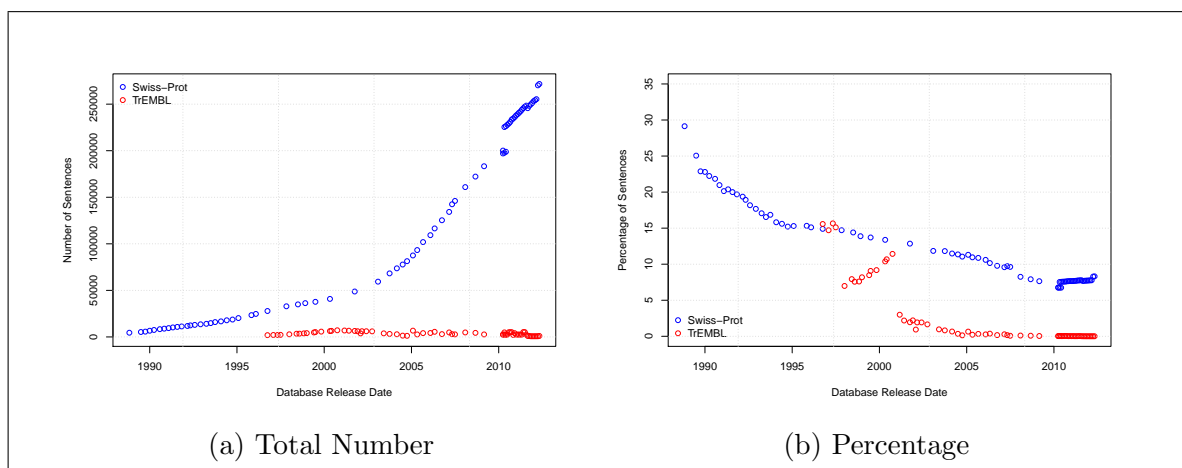 Swiss-Prot
TrEMBL
Number of Sentences
0
50000
100000
150000
200000
250000
1990
1995
2000
2005
2010
Database Release Date
(a) Total Number
Swiss-Prot
TrEMBL
Percentage of Sentences
0
5
10
15
20
25
30
35
1990
1995
2000
2005
2010
Database Release Date
(b) Percentage